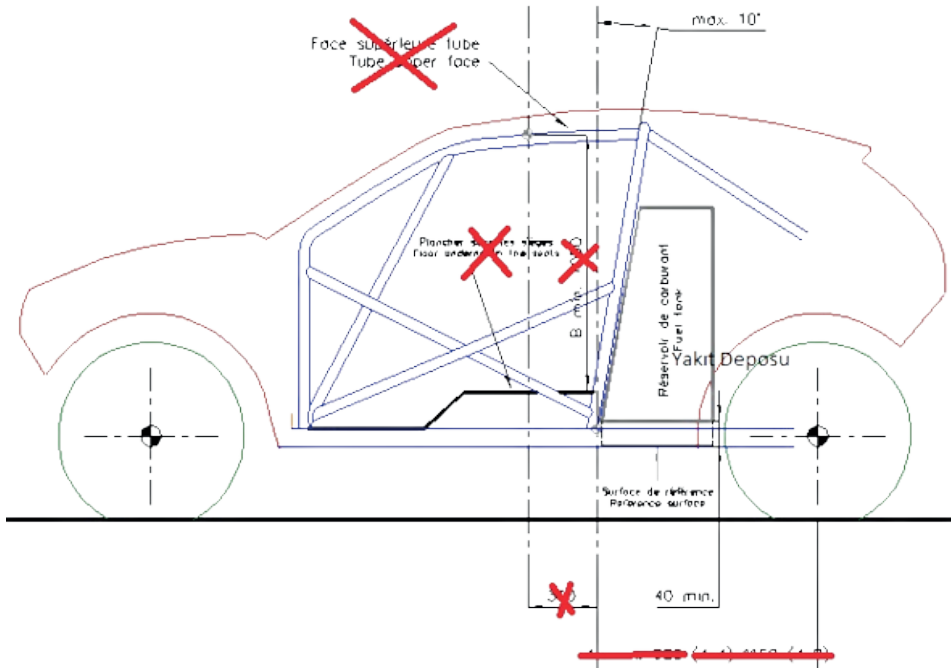 max. 10°
Face supérieure tube
Tube upper face
Plancher sous les sièges
Floor underneath the seats
B min.
Réservoir de carburant
Fuel tank
Yakıt Deposu
Surface de référence
Reference surface
40 min.